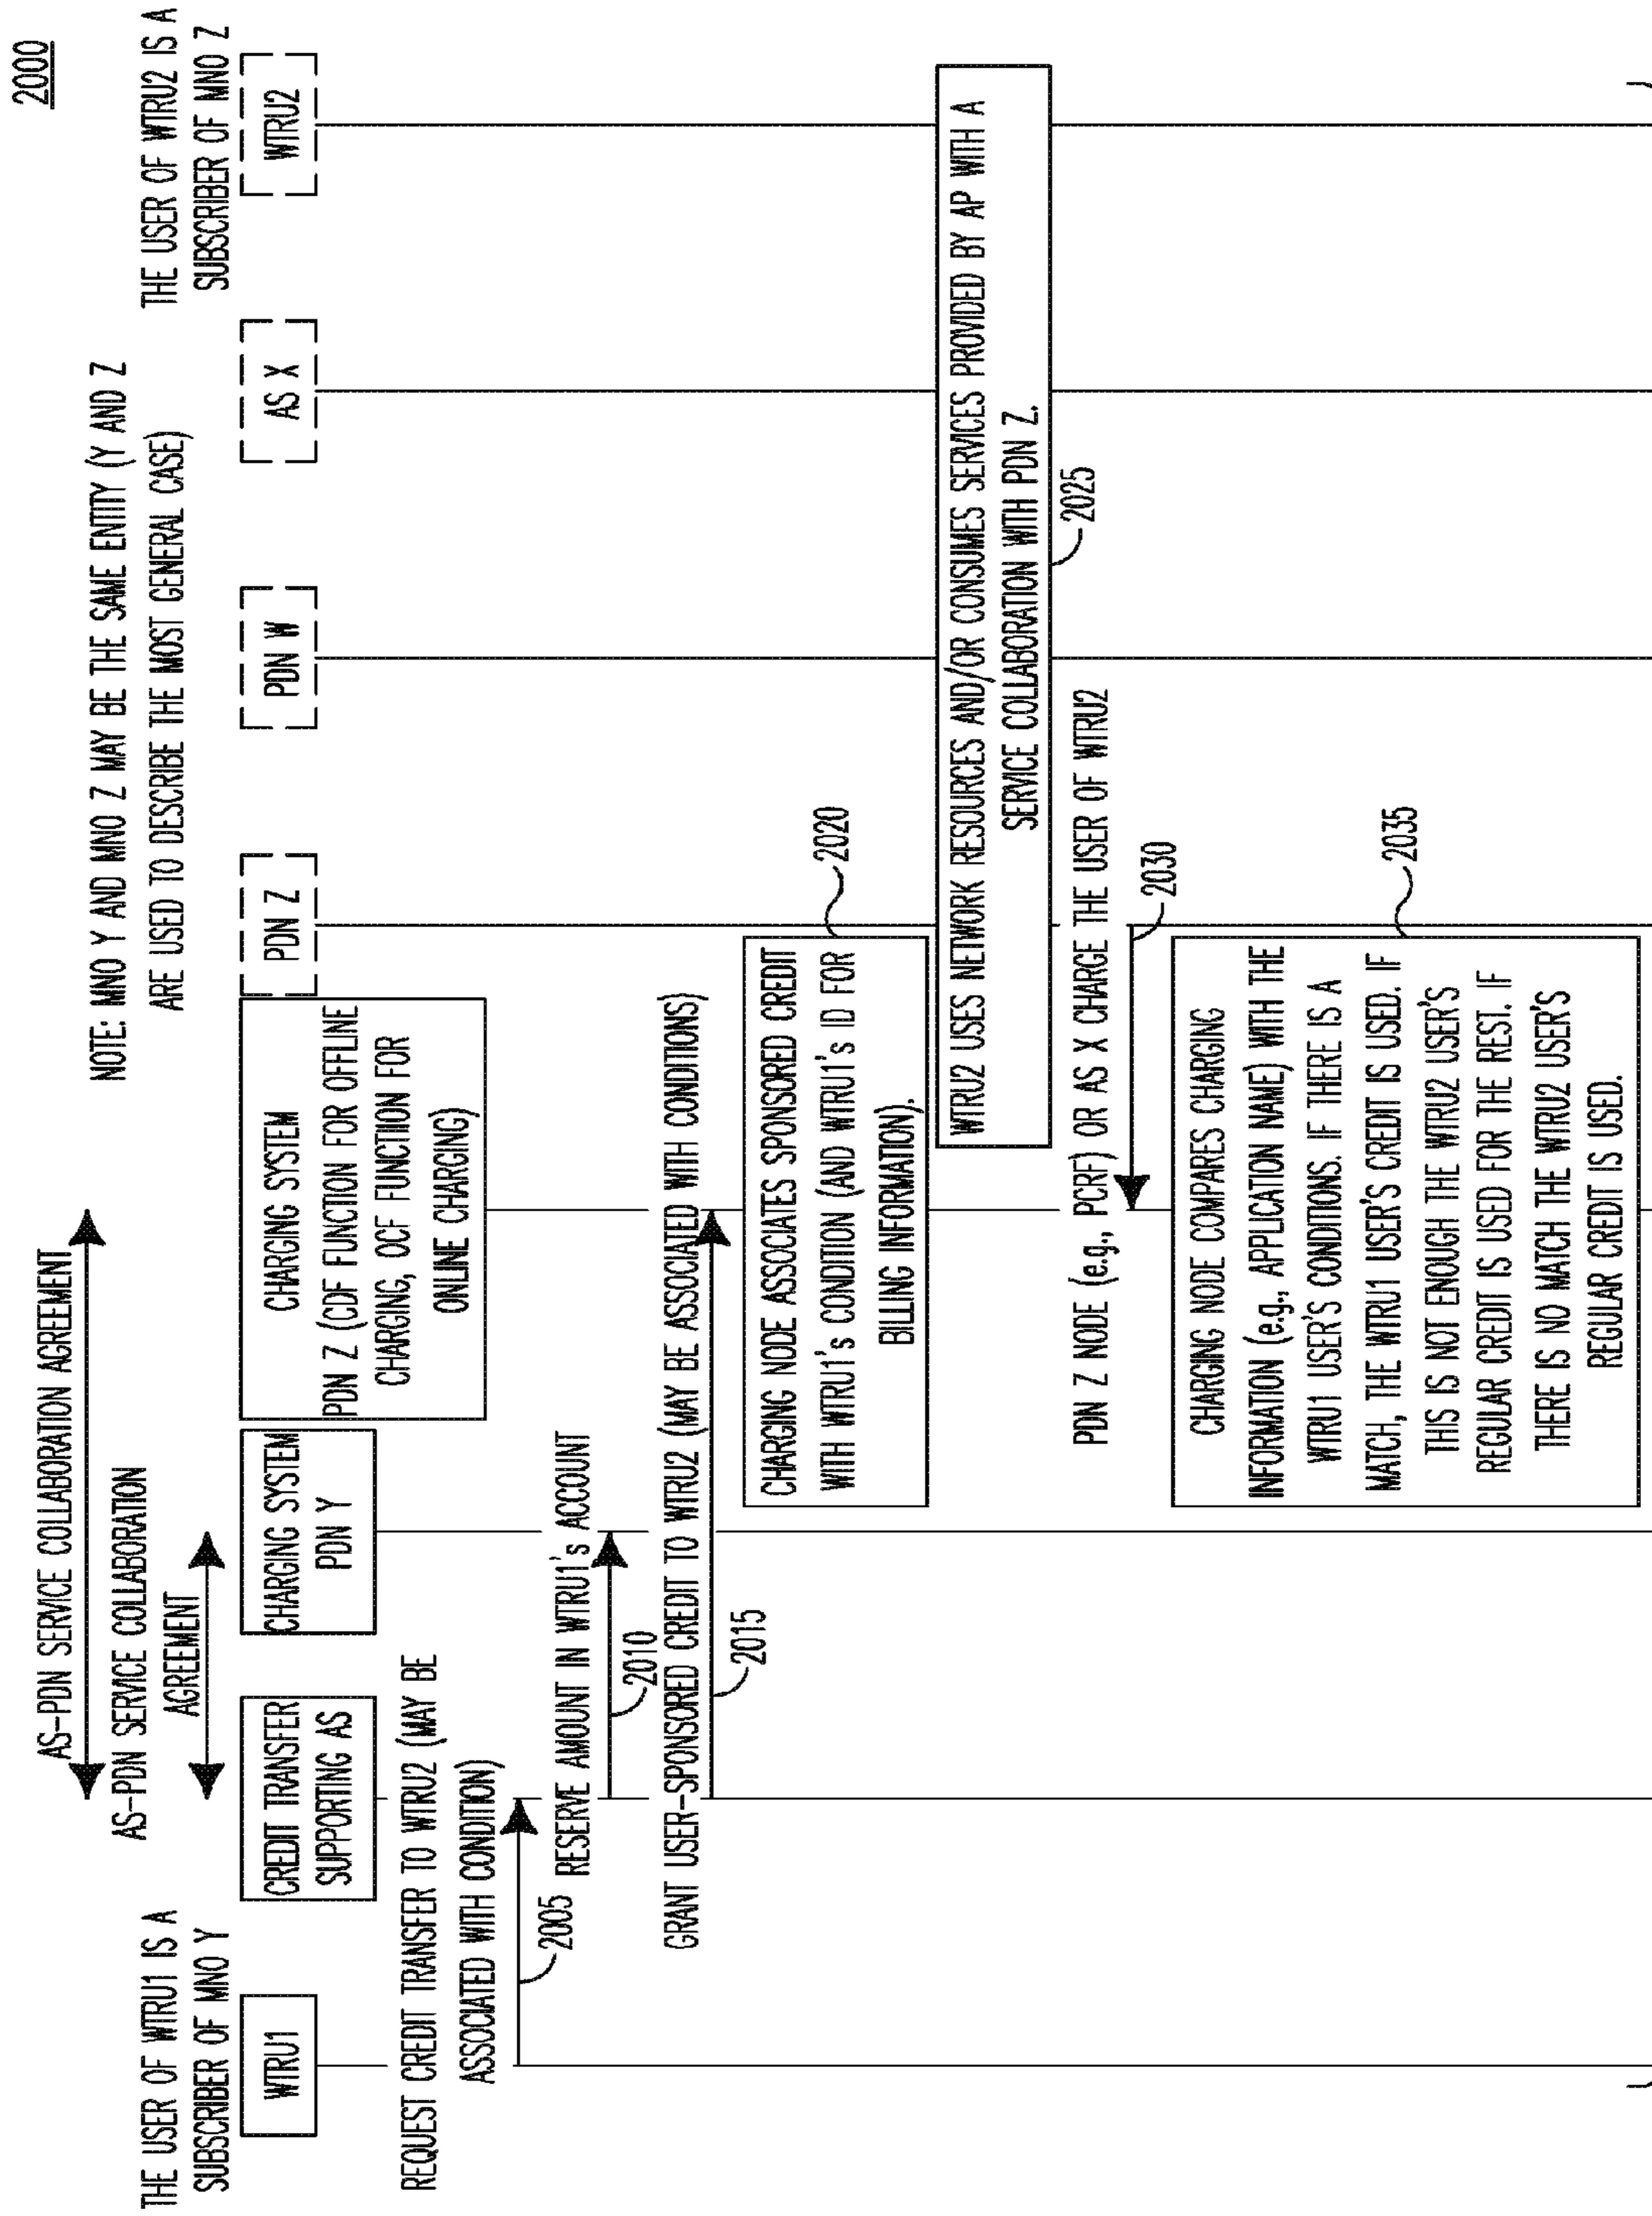 2000
AS-PDN SERVICE COLLABORATION AGREEMENT
NOTE: MNO Y AND MNO Z MAY BE THE SAME ENTITY (Y AND Z
ARE USED TO DESCRIBE THE MOST GENERAL CASE)
AS-PDN SERVICE COLLABORATION
AGREEMENT
THE USER OF WTRU1 IS A
SUBSCRIBER OF MNO Y
THE USER OF WTRU2 IS A
SUBSCRIBER OF MNO Z
WTRU1
CREDIT TRANSFER
SUPPORTING AS
CHARGING SYSTEM
PDN Y
CHARGING SYSTEM
PDN Z (CDF FUNCTION FOR OFFLINE
CHARGING, OCF FUNCTION FOR
ONLINE CHARGING)
PDN Z
PDN W
AS X
WTRU2
REQUEST CREDIT TRANSFER TO WTRU2 (MAY BE
ASSOCIATED WITH CONDITION)
2005
RESERVE AMOUNT IN WTRU1's ACCOUNT
2010
GRANT USER-SPONSORED CREDIT TO WTRU2 (MAY BE ASSOCIATED WITH CONDITIONS)
2015
CHARGING NODE ASSOCIATES SPONSORED CREDIT
WITH WTRU1's CONDITION (AND WTRU1's ID FOR
BILLING INFORMATION).
2020
WTRU2 USES NETWORK RESOURCES AND/OR CONSUMES SERVICES PROVIDED BY AP WITH A
SERVICE COLLABORATION WITH PDN Z.
2025
PDN Z NODE (e.g., PCRF) OR AS X CHARGE THE USER OF WTRU2
2030
CHARGING NODE COMPARES CHARGING
INFORMATION (e.g., APPLICATION NAME) WITH THE
WTRU1 USER'S CONDITIONS. IF THERE IS A
MATCH, THE WTRU1 USER'S CREDIT IS USED. IF
THIS IS NOT ENOUGH THE WTRU2 USER'S
REGULAR CREDIT IS USED FOR THE REST. IF
THERE IS NO MATCH THE WTRU2 USER'S
REGULAR CREDIT IS USED.
2035